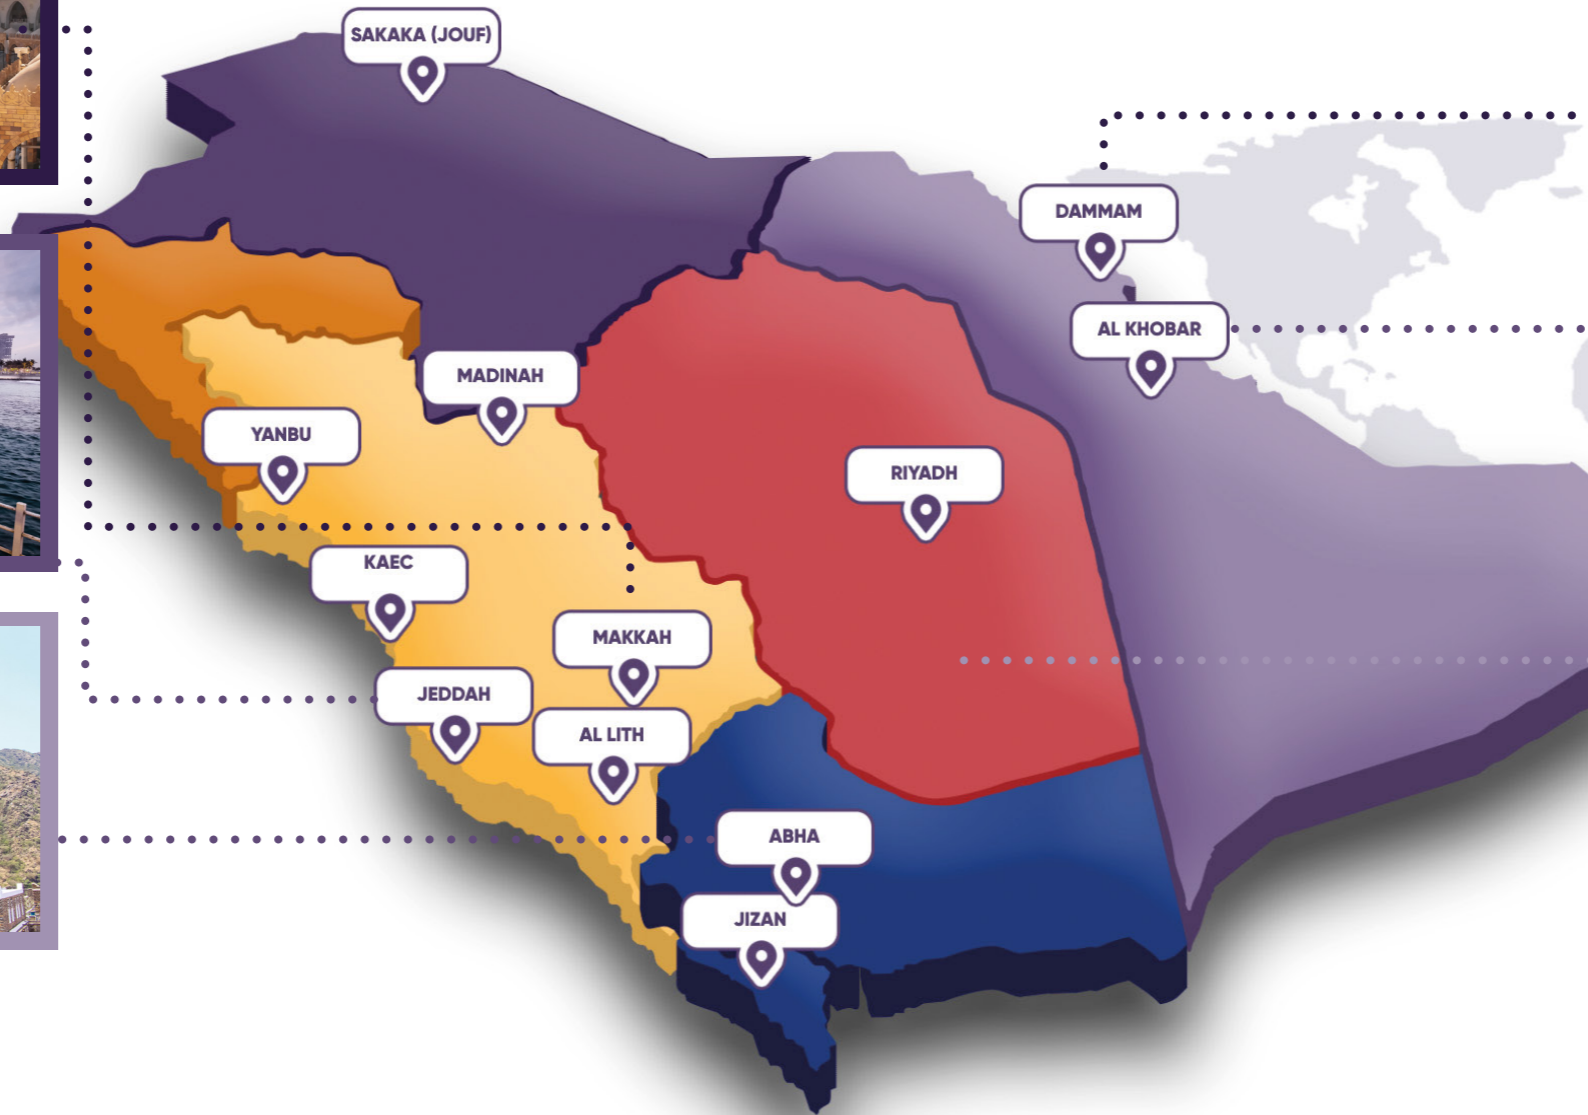 SAKAKA (JOUF)
DAMMAM
AL KHOBAR
MADINAH
YANBU
RIYADH
KAEC
MAKKAH
JEDDAH
AL LITH
ABHA
JIZAN